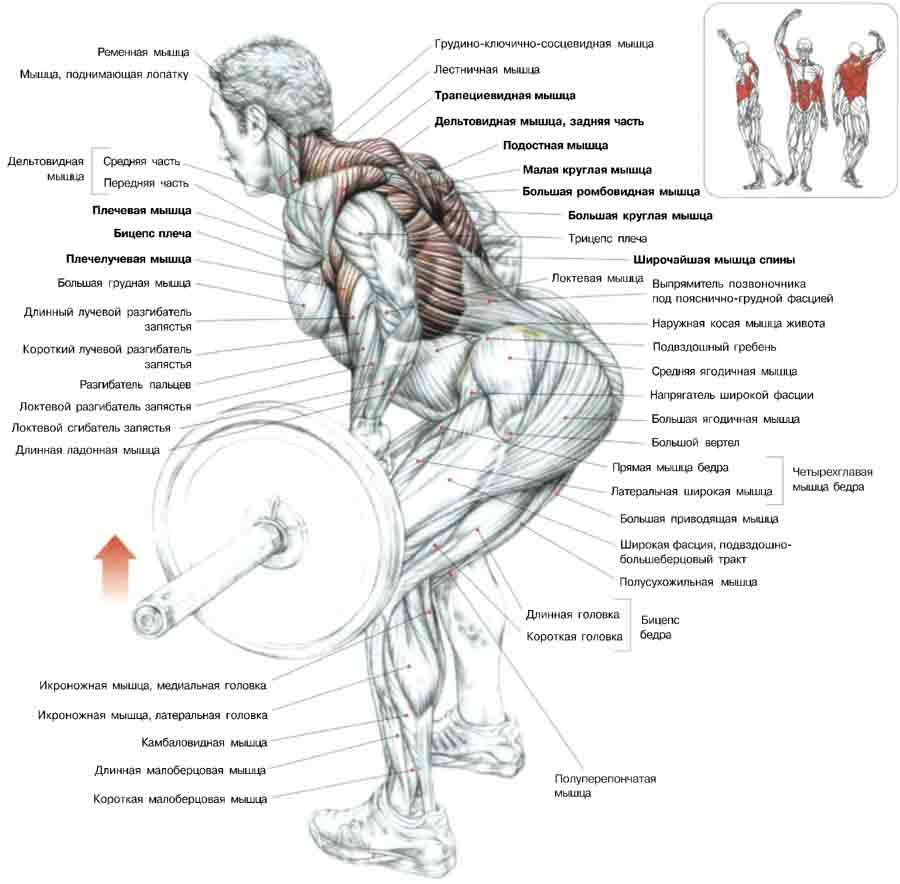 Ременная мышца
Мышца, поднимающая лопатку
Дельтовидная
мышца
Средняя часть
Передняя часть
Плечевая мышца
Бицепс плеча
Плечелучевая мышца
Большая грудная мышца
Длинный лучевой разгибатель
запястья
Короткий лучевой разгибатель
запястья
Разгибатель пальцев
Локтевой разгибатель запястья
Локтевой сгибатель запястья
Длинная ладонная мышца
Грудино-ключично-сосцевидная мышца
Лестничная мышца
Трапециевидная мышца
Дельтовидная мышца, задняя часть
Подостная мышца
Малая круглая мышца
Большая ромбовидная мышца
Большая круглая мышца
Трицепс плеча
Широчайшая мышца спины
Локтевая мышца
Выпрямитель позвоночника
под пояснично-грудной фасцией
Наружная косая мышца живота
Подвздошный гребень
Средняя ягодичная мышца
Напрягатель широкой фасции
Большая ягодичная мышца
Большой вертел
Прямая мышца бедра
Латеральная широкая мышца
Четырехглавая
мышца бедра
Большая приводящая мышца
Широкая фасция, подвздошно-
большеберцовый тракт
Полусухожильная мышца
Длинная головка
Короткая головка
Бицепс
бедра
Икроножная мышца, медиальная головка
Икроножная мышца, латеральная головка
Камбаловидная мышца
Длинная малоберцовая мышца
Короткая малоберцовая мышца
Полуперепончатая
мышца